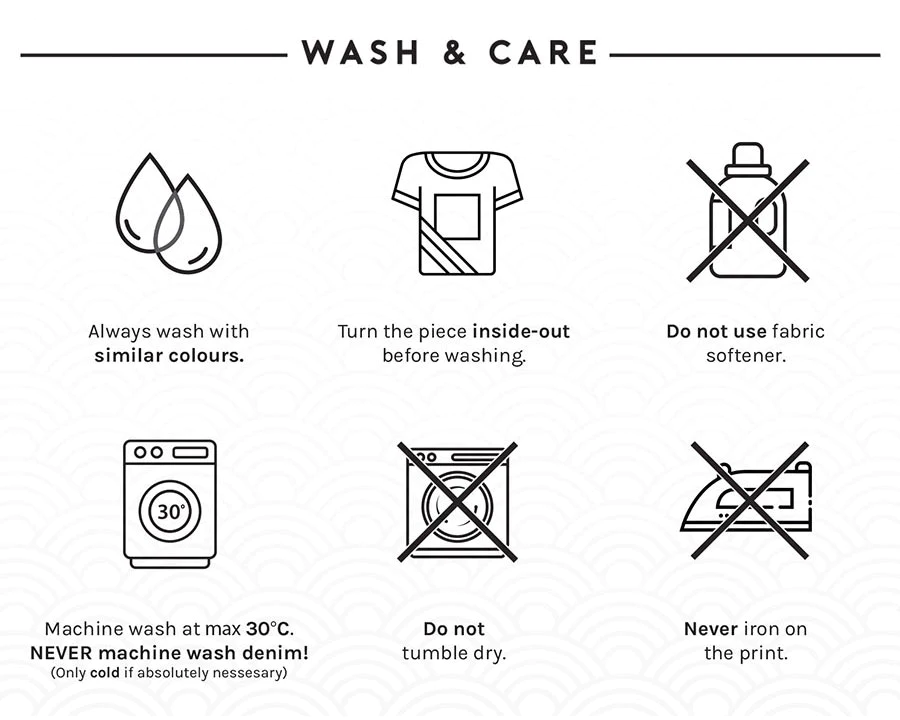 WASH & CARE
Always wash with
similar colours.
Turn the piece inside-out
before washing.
Do not use fabric
softener.
30°
Machine wash at max 30°C.
NEVER machine wash denim!
(Only cold if absolutely nessesary)
Do not
tumble dry.
Never iron on
the print.